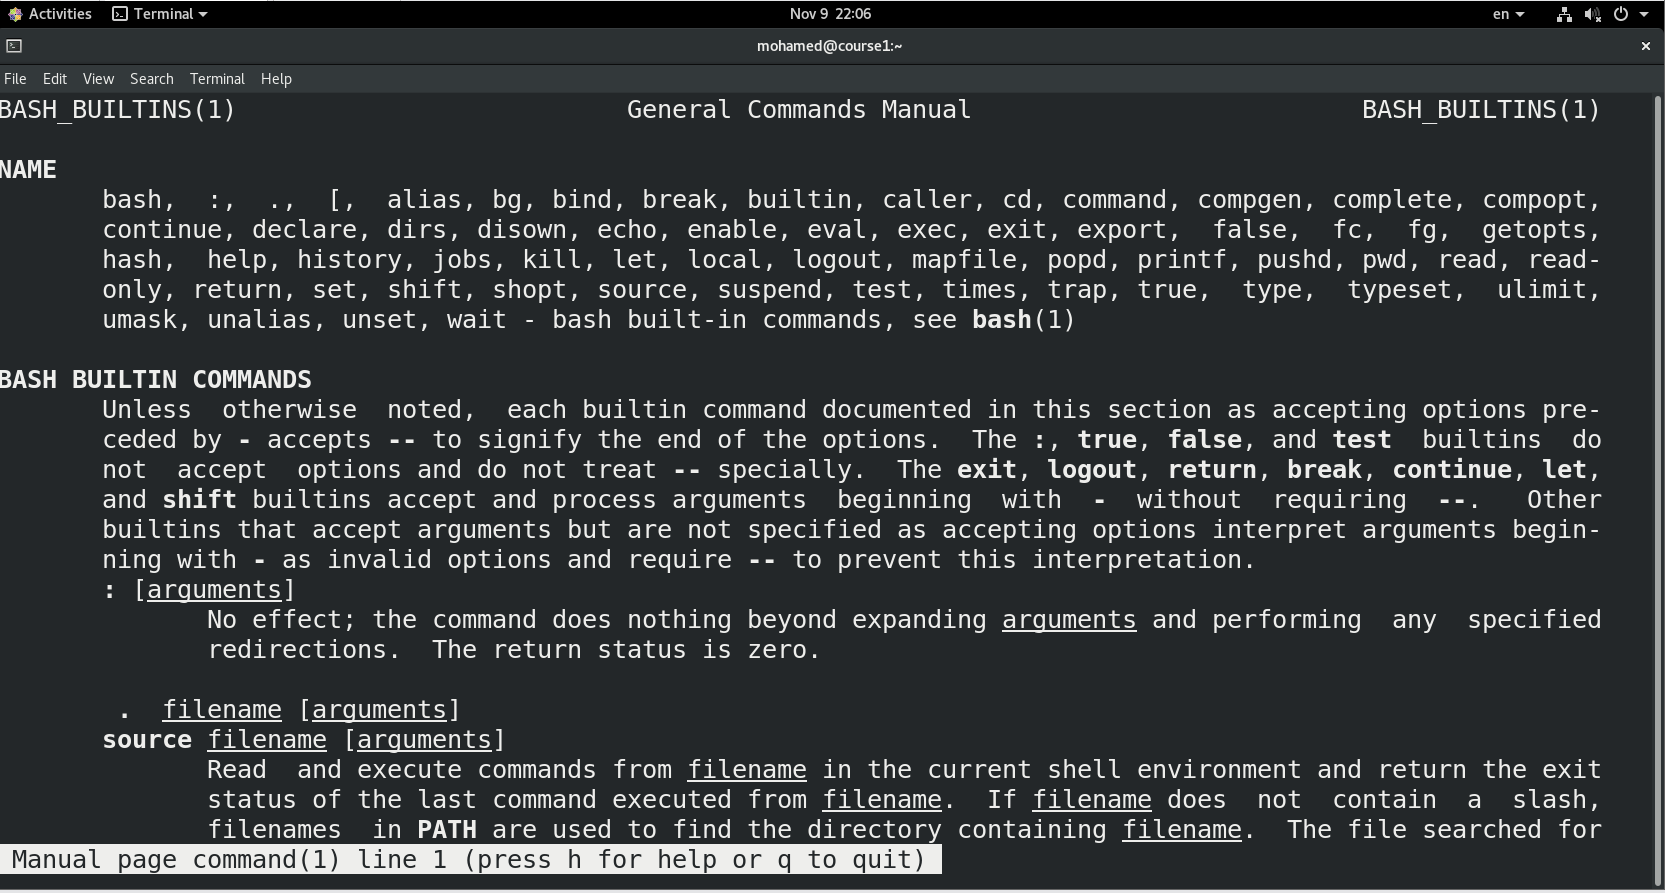 Activities Terminal Nov 9 22:06 en
mohamed@course1:~
File Edit View Search Terminal Help
BASH_BUILTINS(1) General Commands Manual BASH_BUILTINS(1)
NAME
bash, :, ., [, alias, bg, bind, break, builtin, caller, cd, command, compgen, complete, compopt,
continue, declare, dirs, disown, echo, enable, eval, exec, exit, export, false, fc, fg, getopts,
hash, help, history, jobs, kill, let, local, logout, mapfile, popd, printf, pushd, pwd, read, read-
only, return, set, shift, shopt, source, suspend, test, times, trap, true, type, typeset, ulimit,
umask, unalias, unset, wait - bash built-in commands, see bash(1)
BASH BUILTIN COMMANDS
Unless otherwise noted, each builtin command documented in this section as accepting options pre-
ceded by - accepts -- to signify the end of the options. The :, true, false, and test builtins do
not accept options and do not treat -- specially. The exit, logout, return, break, continue, let,
and shift builtins accept and process arguments beginning with - without requiring --. Other
builtins that accept arguments but are not specified as accepting options interpret arguments begin-
ning with - as invalid options and require -- to prevent this interpretation.
: [arguments]
No effect; the command does nothing beyond expanding arguments and performing any specified
redirections. The return status is zero.
. filename [arguments]
source filename [arguments]
Read and execute commands from filename in the current shell environment and return the exit
status of the last command executed from filename. If filename does not contain a slash,
filenames in PATH are used to find the directory containing filename. The file searched for
Manual page command(1) line 1 (press h for help or q to quit)